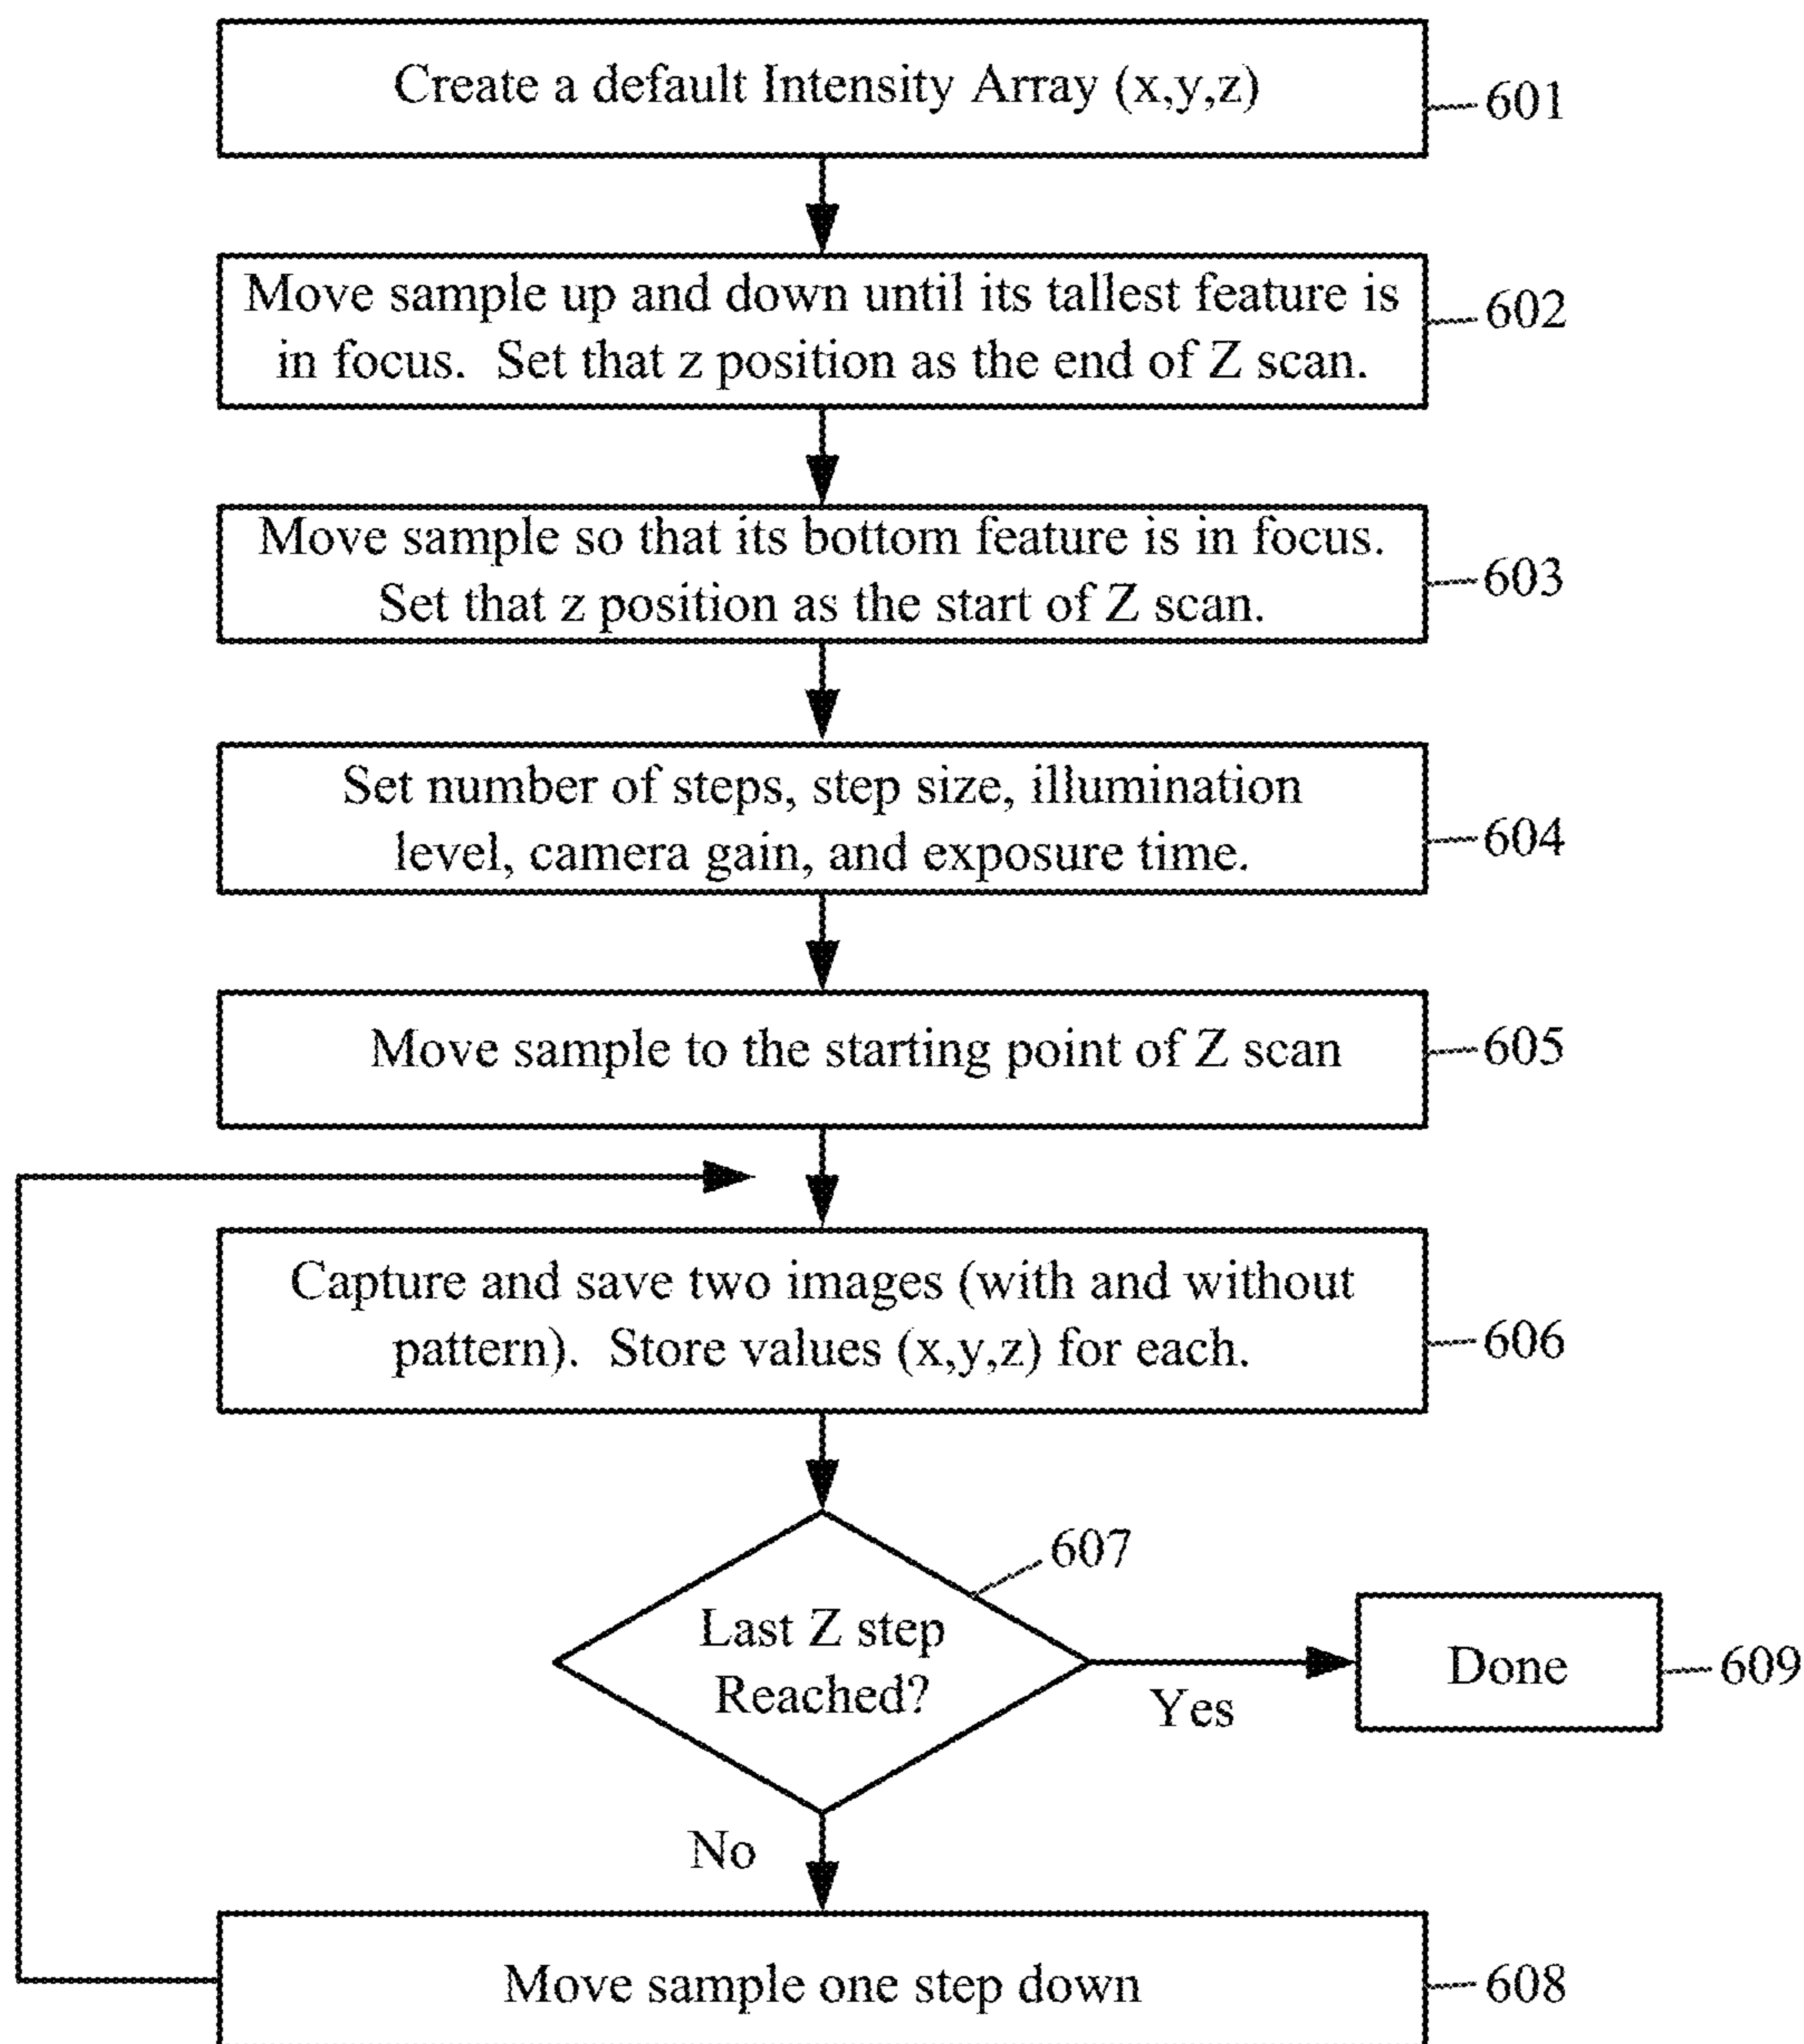 Create a default Intensity Array (x,y,z)
601
Move sample up and down until its tallest feature is
in focus. Set that z position as the end of Z scan.
602
Move sample so that its bottom feature is in focus.
Set that z position as the start of Z scan.
603
Set number of steps, step size, illumination
level, camera gain, and exposure time.
604
Move sample to the starting point of Z scan
605
Capture and save two images (with and without
pattern). Store values (x,y,z) for each.
606
607
Last Z step
Reached?
Yes
Done
609
No
Move sample one step down
608